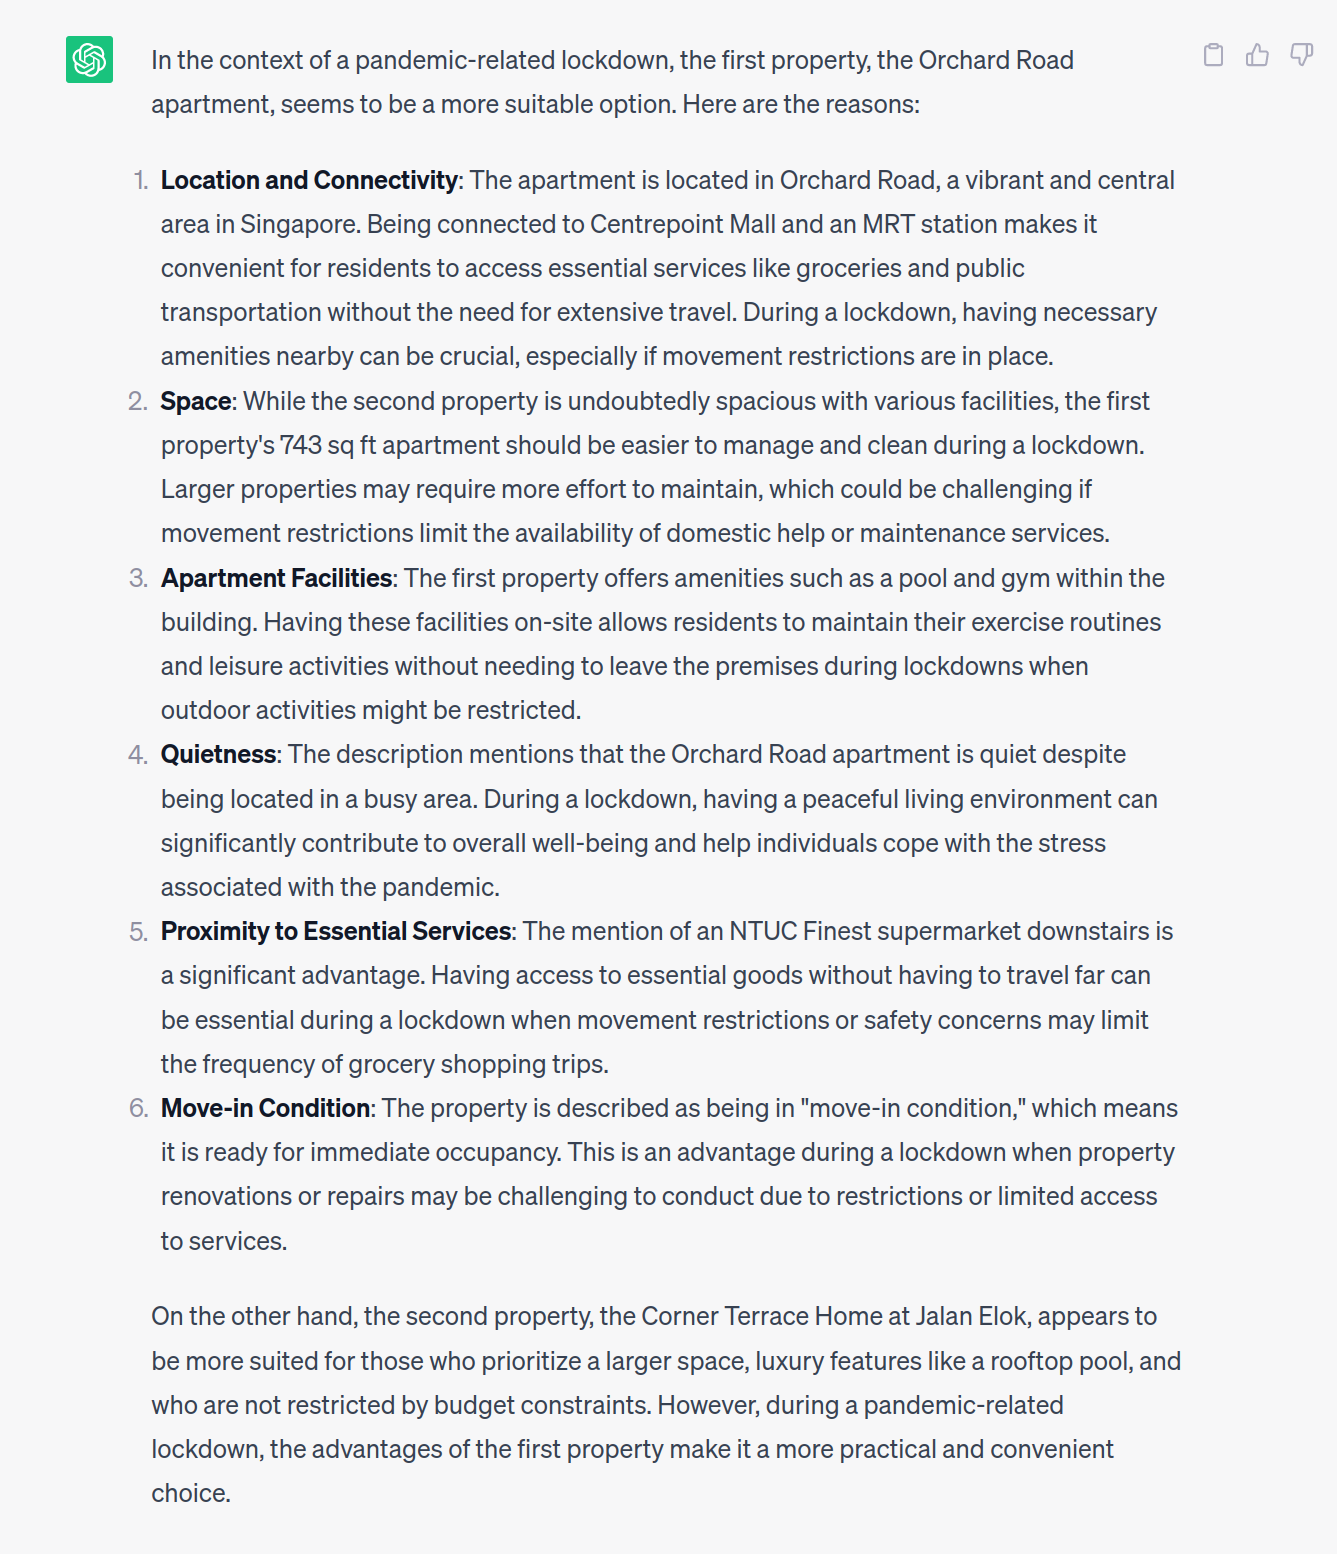 In the context of a pandemic-related lockdown, the first property, the Orchard Road
apartment, seems to be a more suitable option. Here are the reasons:
1. Location and Connectivity: The apartment is located in Orchard Road, a vibrant and central
area in Singapore. Being connected to Centrepoint Mall and an MRT station makes it
convenient for residents to access essential services like groceries and public
transportation without the need for extensive travel. During a lockdown, having necessary
amenities nearby can be crucial, especially if movement restrictions are in place.
2. Space: While the second property is undoubtedly spacious with various facilities, the first
property's 743 sq ft apartment should be easier to manage and clean during a lockdown.
Larger properties may require more effort to maintain, which could be challenging if
movement restrictions limit the availability of domestic help or maintenance services.
3. Apartment Facilities: The first property offers amenities such as a pool and gym within the
building. Having these facilities on-site allows residents to maintain their exercise routines
and leisure activities without needing to leave the premises during lockdowns when
outdoor activities might be restricted.
4. Quietness: The description mentions that the Orchard Road apartment is quiet despite
being located in a busy area. During a lockdown, having a peaceful living environment can
significantly contribute to overall well-being and help individuals cope with the stress
associated with the pandemic.
5. Proximity to Essential Services: The mention of an NTUC Finest supermarket downstairs is
a significant advantage. Having access to essential goods without having to travel far can
be essential during a lockdown when movement restrictions or safety concerns may limit
the frequency of grocery shopping trips.
6. Move-in Condition: The property is described as being in "move-in condition," which means
it is ready for immediate occupancy. This is an advantage during a lockdown when property
renovations or repairs may be challenging to conduct due to restrictions or limited access
to services.
On the other hand, the second property, the Corner Terrace Home at Jalan Elok, appears to
be more suited for those who prioritize a larger space, luxury features like a rooftop pool, and
who are not restricted by budget constraints. However, during a pandemic-related
lockdown, the advantages of the first property make it a more practical and convenient
choice.